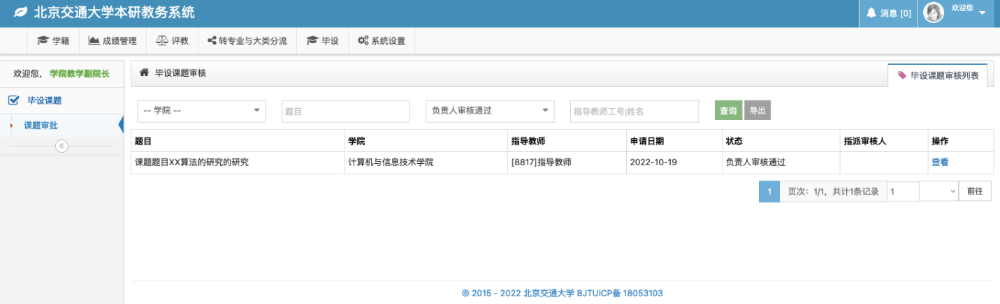 北京交通大学本研教务系统
消息 [0]
欢迎您
学籍
成绩管理
评教
转专业与大类分流
毕设
系统设置
欢迎您， 学院教学副院长
毕设课题审核
毕设课题审核列表
毕设课题
课题审批
-- 学院 --
题目
负责人审核通过
指导教师工号|姓名
查询
导出
题目 学院 指导教师 申请日期 状态 指派审核人 操作
课题题目XX算法的研究的研究 计算机与信息技术学院 [8817]指导教师 2022-10-19 负责人审核通过 查看
1 页次：1/1，共计1条记录 1 前往
© 2015 - 2022 北京交通大学 BJTUICP备 18053103